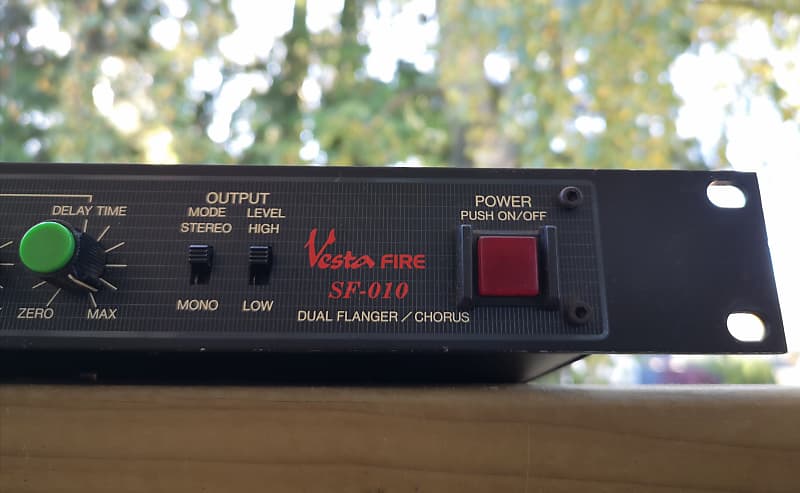 DELAY TIME
ZERO
MAX
OUTPUT
MODE LEVEL
STEREO HIGH
MONO LOW
Vesta FIRE
SF-010
DUAL FLANGER / CHORUS
POWER
PUSH ON/OFF